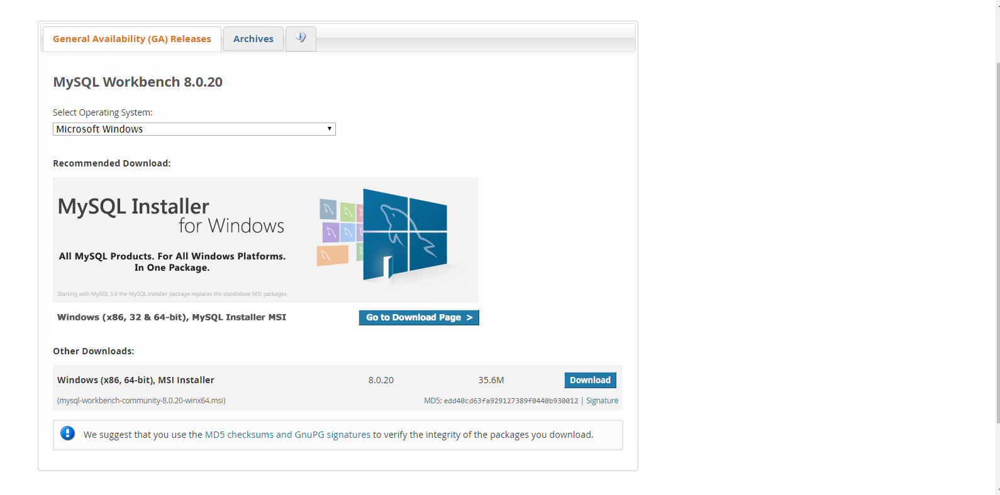 General Availability (GA) Releases
Archives
MySQL Workbench 8.0.20
Select Operating System:
Microsoft Windows
Recommended Download:
MySQL Installer
for Windows
All MySQL Products. For All Windows Platforms.
In One Package.
Starting with MySQL 5.6 the MySQL Installer package replaces the standalone MSI packages.
Windows (x86, 32 & 64-bit), MySQL Installer MSI
Go to Download Page >
Other Downloads:
Windows (x86, 64-bit), MSI Installer 8.0.20 35.6M Download
(mysql-workbench-community-8.0.20-winx64.msi) MD5: edd40cd63fa929127389f0440b930012 | Signature
We suggest that you use the MD5 checksums and GnuPG signatures to verify the integrity of the packages you download.